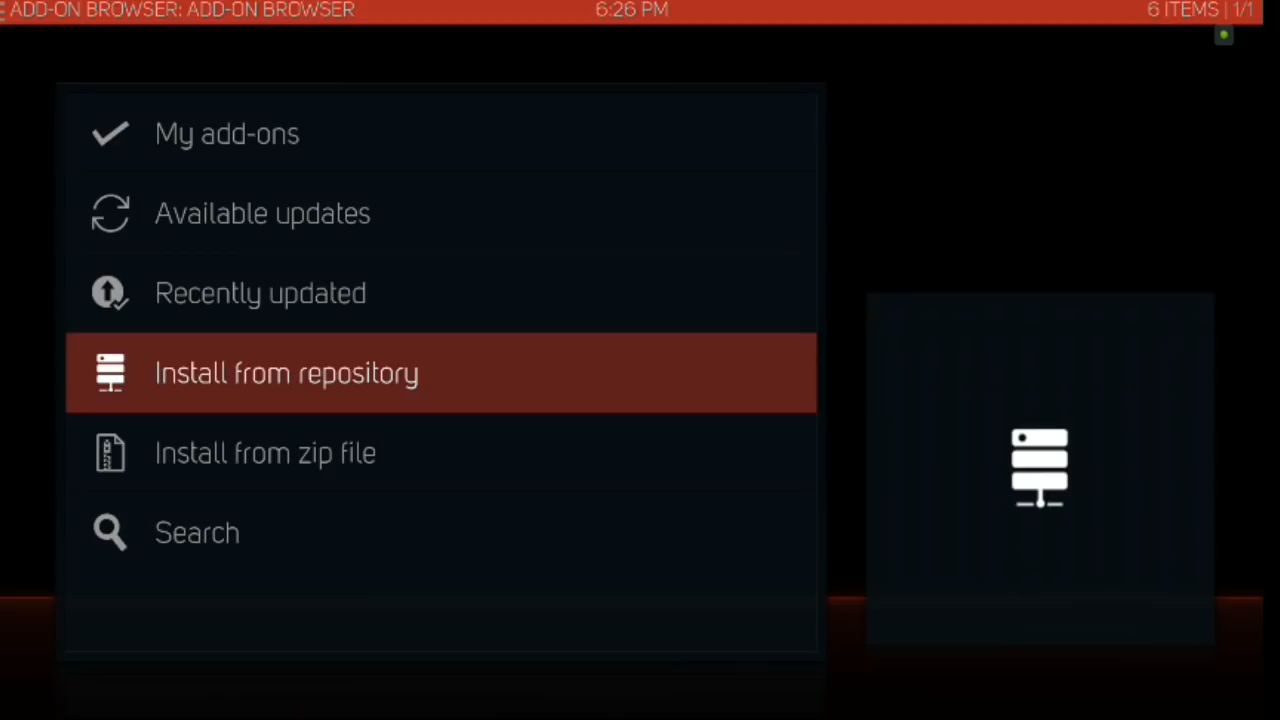 ADD-ON BROWSER: ADD-ON BROWSER
6:26 PM
6 ITEMS | 1/1
My add-ons
Available updates
Recently updated
Install from repository
Install from zip file
Search